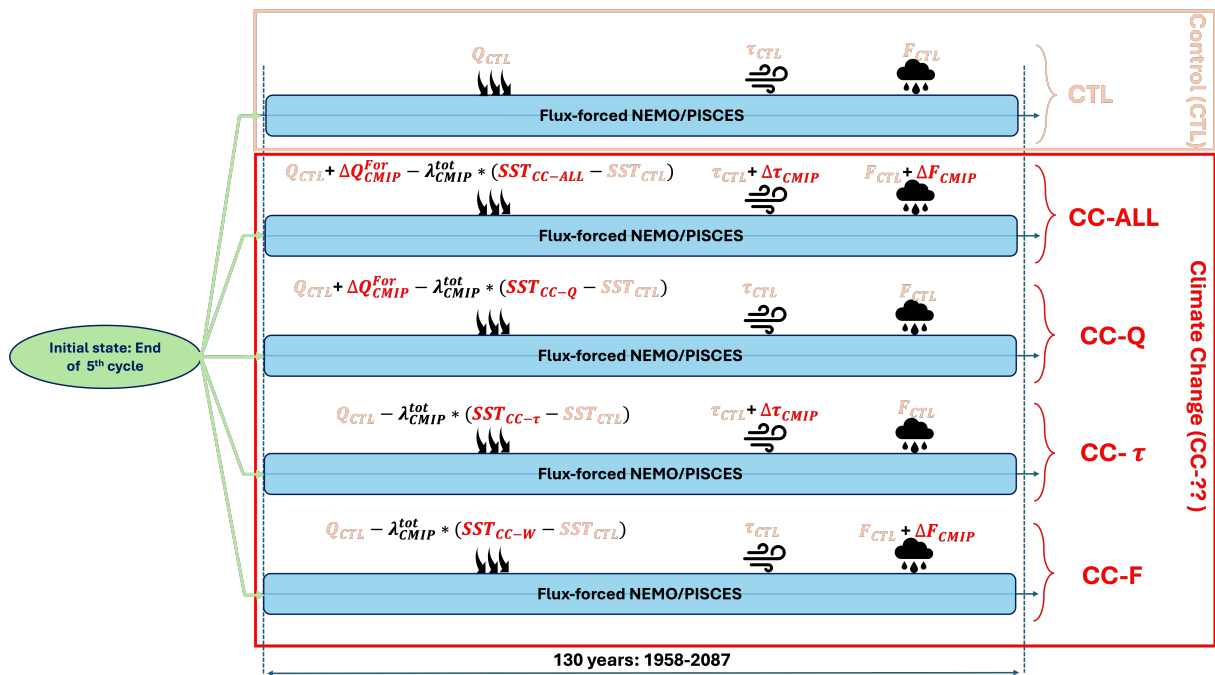 Q_CTL τ_CTL F_CTL
Flux-forced NEMO/PISCES
CTL
Control (CTL)
Q_CTL + ΔQ^For_CMIP − λ^tot_CMIP * (SST_CC−ALL − SST_CTL) τ_CTL + Δτ_CMIP F_CTL + ΔF_CMIP
Flux-forced NEMO/PISCES
CC-ALL
Q_CTL + ΔQ^For_CMIP − λ^tot_CMIP * (SST_CC−Q − SST_CTL) τ_CTL F_CTL
Flux-forced NEMO/PISCES
CC-Q
Initial state: End
of 5th cycle
Q_CTL − λ^tot_CMIP * (SST_CC−τ − SST_CTL) τ_CTL + Δτ_CMIP F_CTL
Flux-forced NEMO/PISCES
CC- τ
Q_CTL − λ^tot_CMIP * (SST_CC−W − SST_CTL) τ_CTL F_CTL + ΔF_CMIP
Flux-forced NEMO/PISCES
CC-F
Climate Change (CC-??)
130 years: 1958-2087